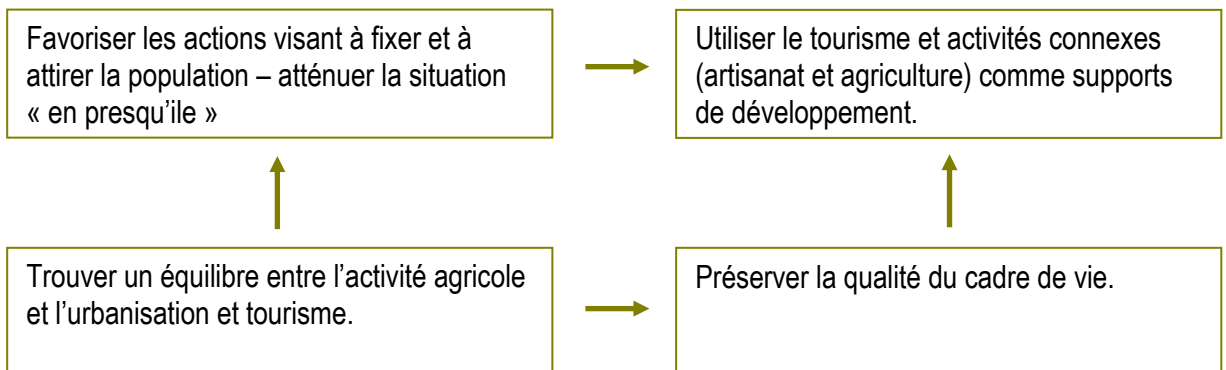 Favoriser les actions visant à fixer et à
attirer la population – atténuer la situation
« en presqu'ile »
Utiliser le tourisme et activités connexes
(artisanat et agriculture) comme supports
de développement.
Trouver un équilibre entre l'activité agricole
et l'urbanisation et tourisme.
Préserver la qualité du cadre de vie.